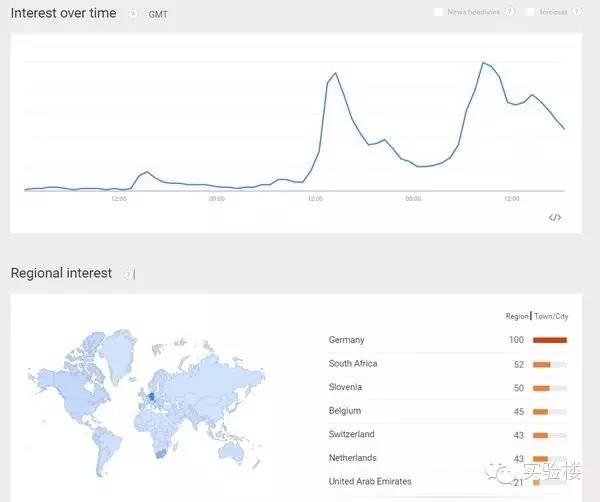 Interest over time ? GMT
News headlines ? forecast ?
12:00 00:00 12:00 00:00 12:00
</>
Regional interest ?
Region Town/City
Germany 100
South Africa 52
Slovenia 50
Belgium 45
Switzerland 43
Netherlands 43
United Arab Emirates 21
实验楼